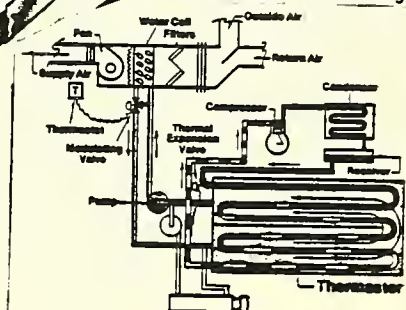 Outside Air
Fan
Water Coil
Filters
Return Air
Supply Air
T
Condenser
Compressor
Thermostat
Modulating
Valve
Thermal
Expansion
Valve
Receiver
Pump
Thermaster